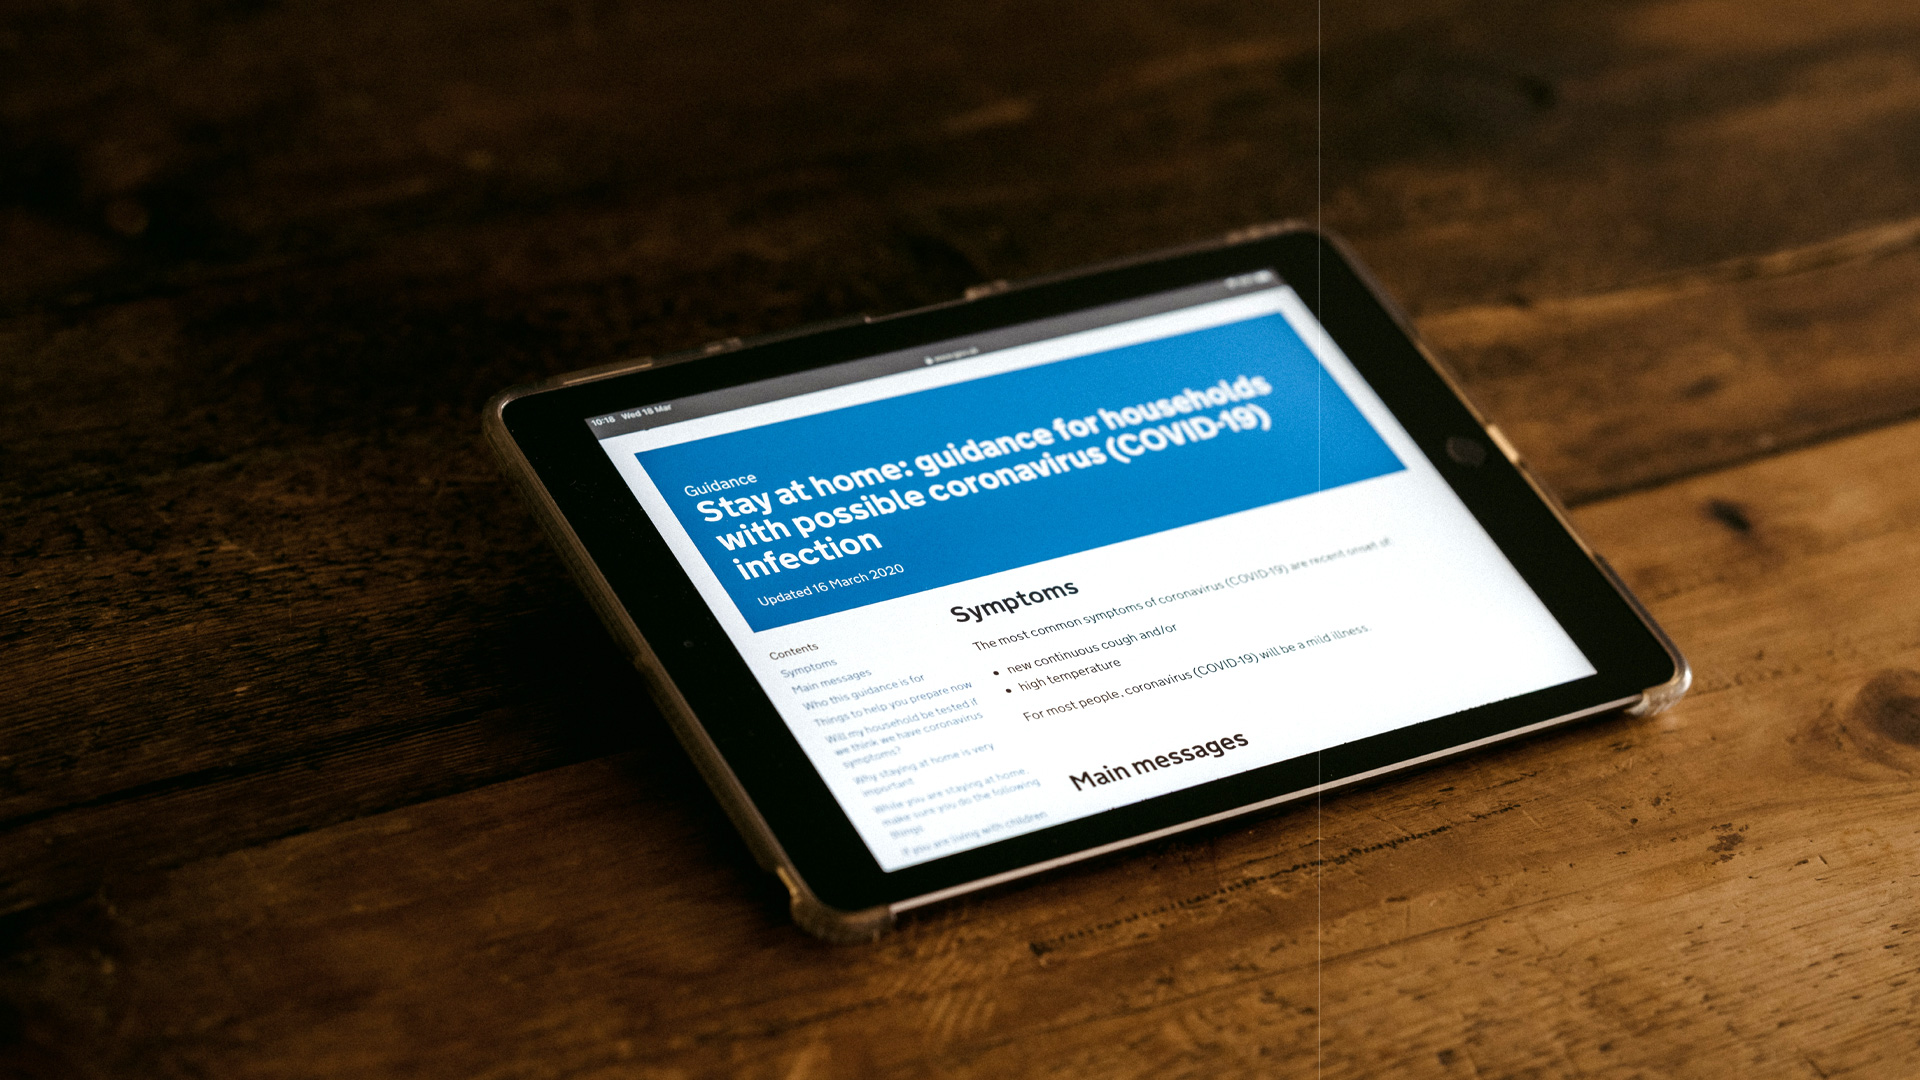 10:18 Wed 18 Mar
Guidance
Stay at home: guidance for households
with possible coronavirus (COVID-19)
infection
Updated 16 March 2020
Contents
Symptoms
Main messages
Who this guidance is for
Things to help you prepare now
Will my household be tested if
we think we have coronavirus
symptoms?
Why staying at home is very
important
While you are staying at home,
make sure you do the following
things
If you are living with children
Symptoms
The most common symptoms of coronavirus (COVID-19) are recent onset of:
• new continuous cough and/or
• high temperature
For most people, coronavirus (COVID-19) will be a mild illness.
Main messages